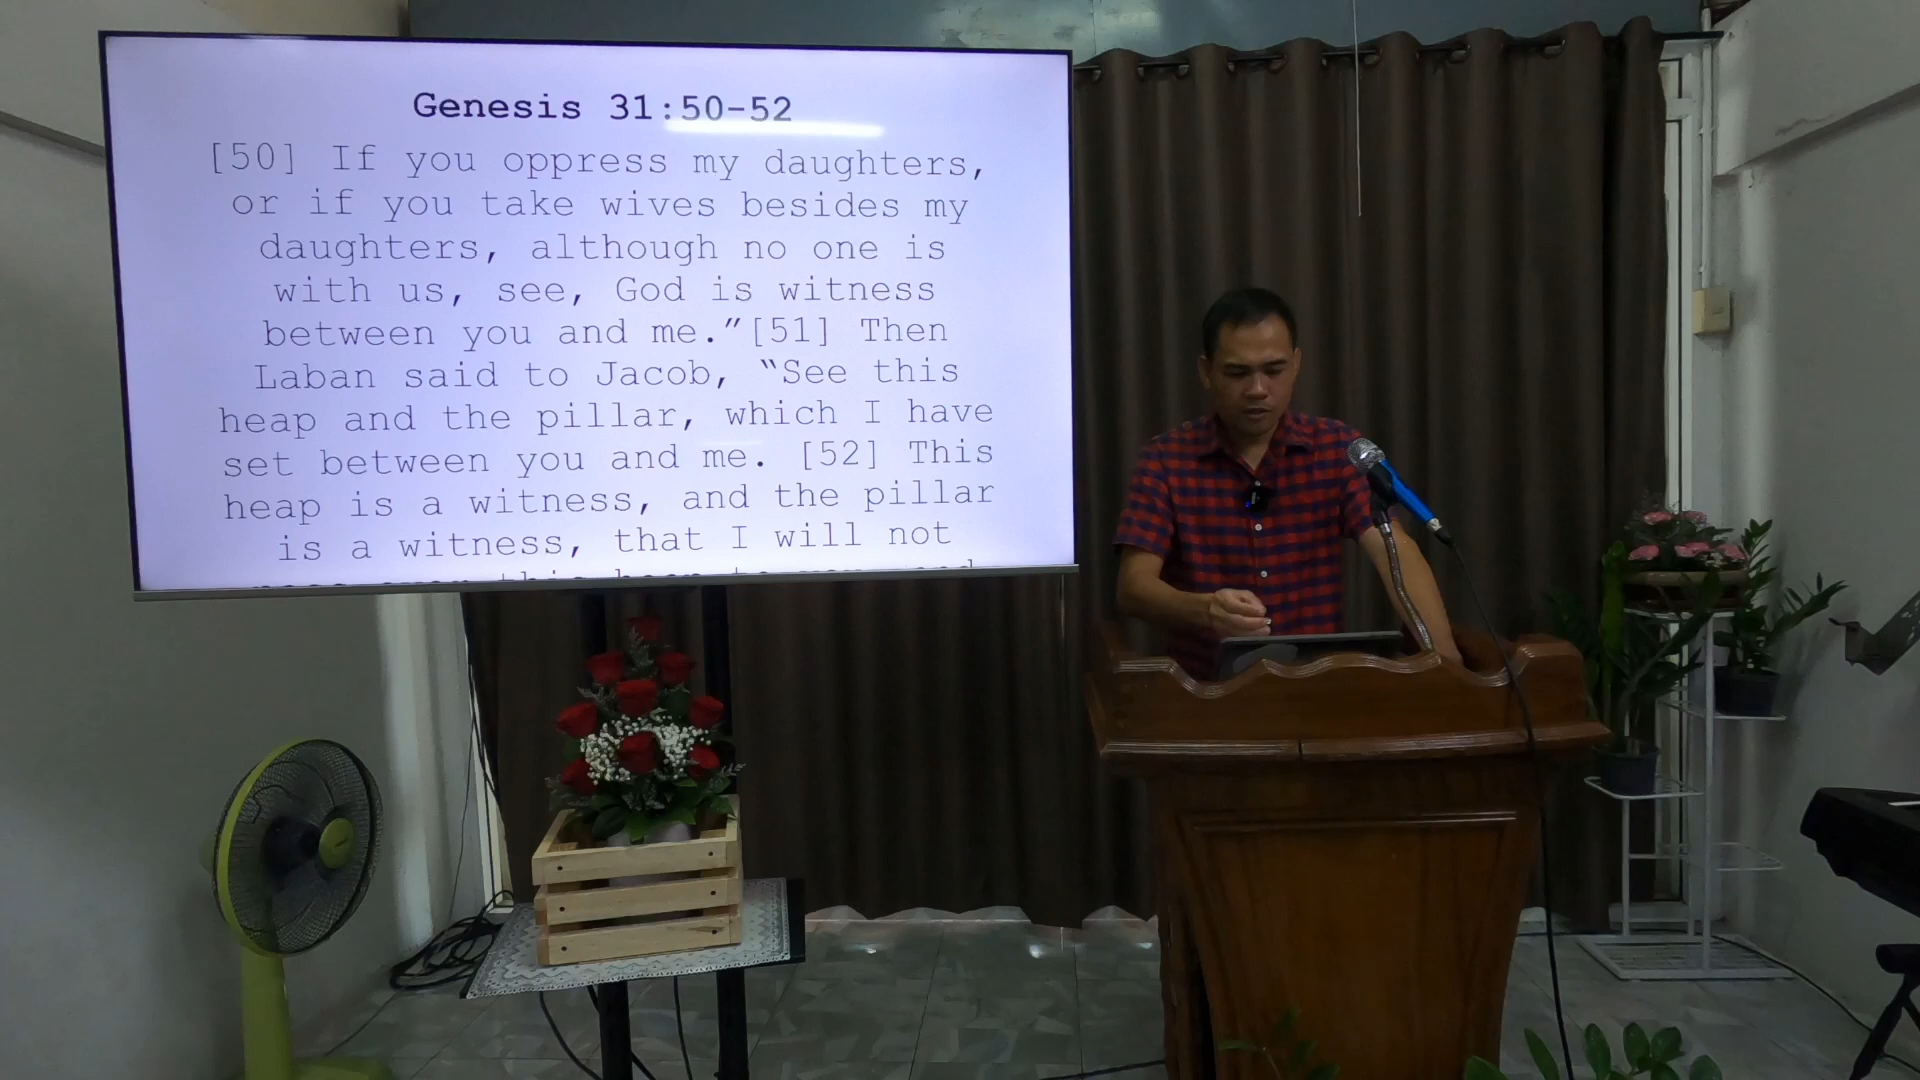 Genesis 31:50-52
[50] If you oppress my daughters,
or if you take wives besides my
daughters, although no one is
with us, see, God is witness
between you and me.”[51] Then
Laban said to Jacob, “See this
heap and the pillar, which I have
set between you and me. [52] This
heap is a witness, and the pillar
is a witness, that I will not